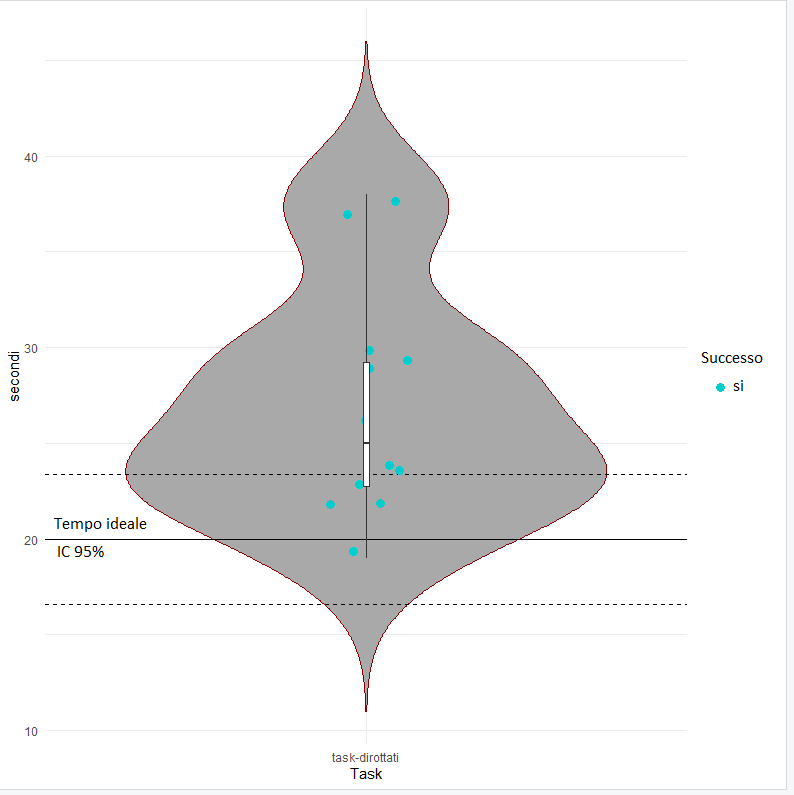 40
30
20
10
secondi
Tempo ideale
IC 95%
Successo
si
task-dirottati
Task